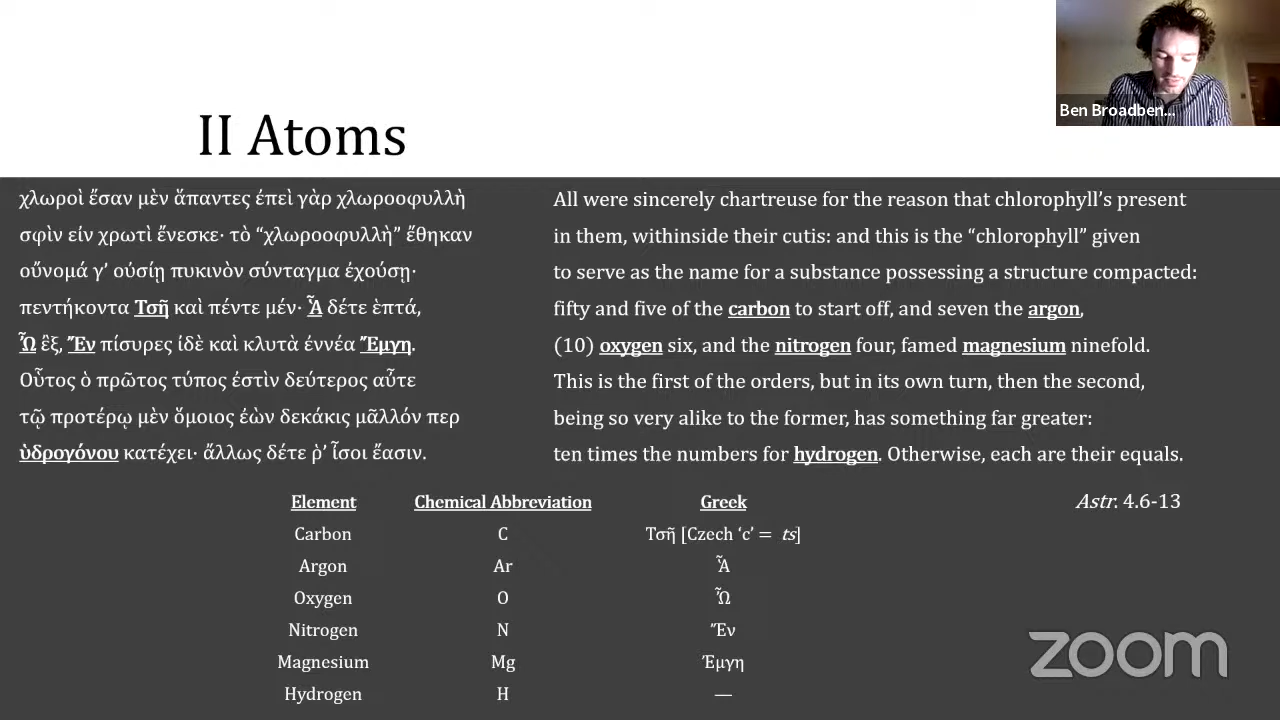 Ben Broadben...
II Atoms
χλωροὶ ἔσαν μὲν ἅπαντες ἐπεὶ γὰρ χλωροοφυλλὴ
σφὶν εἰν χρωτὶ ἔνεσκε· τὸ “χλωροοφυλλὴ” ἔθηκαν
οὔνομά γ’ οὐσίῃ πυκινὸν σύνταγμα ἐχούσῃ·
πεντήκοντα Τσῆ καὶ πέντε μέν· Ἆ δέτε ἑπτά,
Ὦ ἓξ, Ἔν πίσυρες ἰδὲ καὶ κλυτὰ ἐννέα Ἔμγη.
Οὗτος ὁ πρῶτος τύπος ἐστὶν δεύτερος αὖτε
τῷ προτέρῳ μὲν ὅμοιος ἐὼν δεκάκις μᾶλλόν περ
ὑδρογόνου κατέχει· ἄλλως δέτε ῥ’ ἶσοι ἔασιν.
All were sincerely chartreuse for the reason that chlorophyll’s present
in them, withinside their cutis: and this is the “chlorophyll” given
to serve as the name for a substance possessing a structure compacted:
fifty and five of the carbon to start off, and seven the argon,
(10) oxygen six, and the nitrogen four, famed magnesium ninefold.
This is the first of the orders, but in its own turn, then the second,
being so very alike to the former, has something far greater:
ten times the numbers for hydrogen. Otherwise, each are their equals.
Astr. 4.6-13
Element Chemical Abbreviation Greek
Carbon C Τσῆ [Czech ‘c’ = ts]
Argon Ar Ἆ
Oxygen O Ὦ
Nitrogen N Ἔν
Magnesium Mg Ἔμγη
Hydrogen H —
zoom